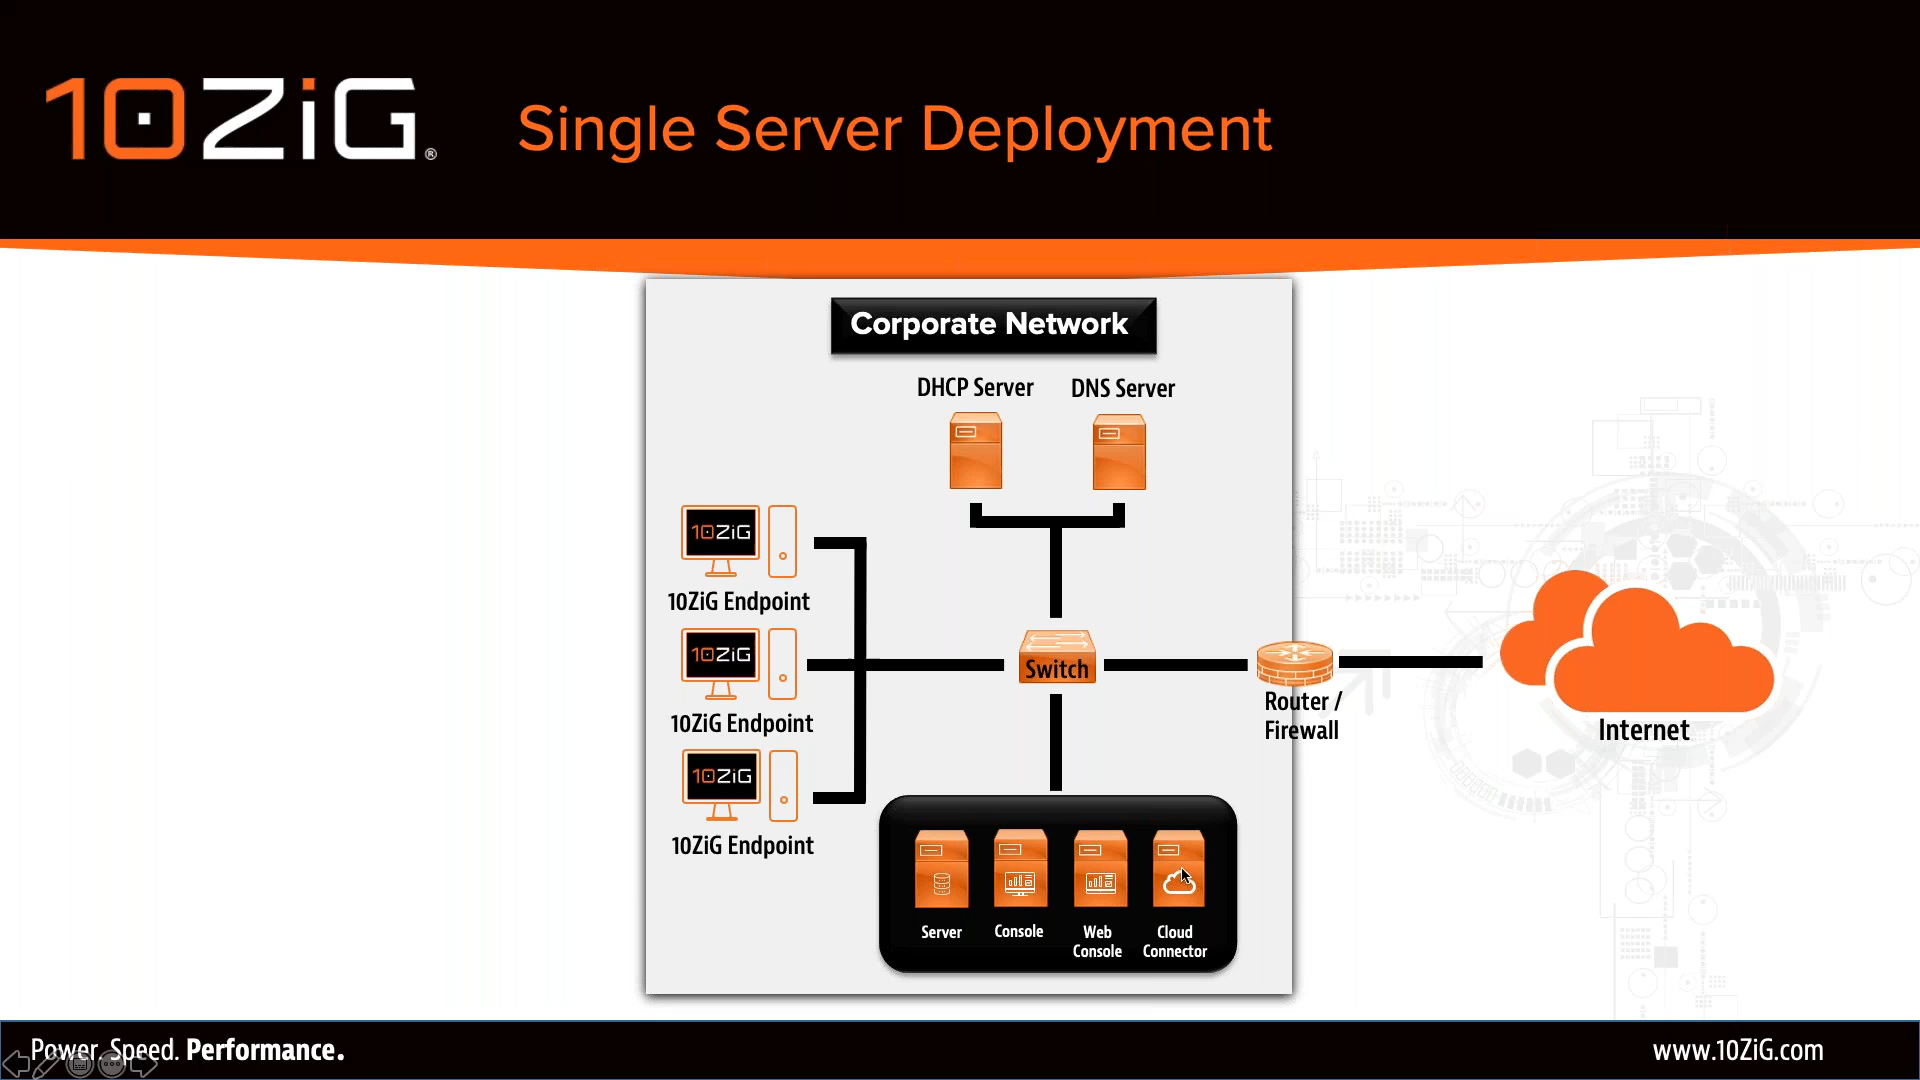 10ZiG®
Single Server Deployment
Corporate Network
DHCP Server
DNS Server
10ZiG
10ZiG Endpoint
10ZiG
10ZiG Endpoint
10ZiG
10ZiG Endpoint
Switch
Router /
Firewall
Internet
Server
Console
Web
Console
Cloud
Connector
Power. Speed. Performance.
www.10ZiG.com